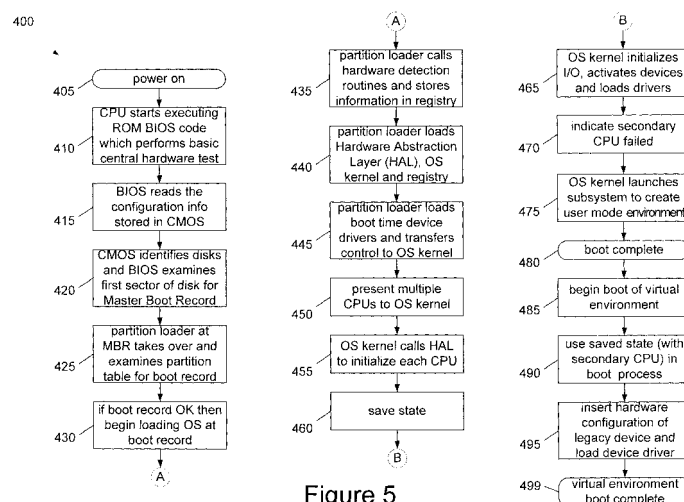 400
405
power on
410
CPU starts executing
ROM BIOS code
which performs basic
central hardware test
415
BIOS reads the
configuration info
stored in CMOS
420
CMOS identifies disks
and BIOS examines
first sector of disk for
Master Boot Record
425
partition loader at
MBR takes over and
examines partition
table for boot record
430
if boot record OK then
begin loading OS at
boot record
A
A
435
partition loader calls
hardware detection
routines and stores
information in registry
440
partition loader loads
Hardware Abstraction
Layer (HAL), OS
kernel and registry
445
partition loader loads
boot time device
drivers and transfers
control to OS kernel
450
present multiple
CPUs to OS kernel
455
OS kernel calls HAL
to initialize each CPU
460
save state
B
B
465
OS kernel initializes
I/O, activates devices
and loads drivers
470
indicate secondary
CPU failed
475
OS kernel launches
subsystem to create
user mode environment
480
boot complete
485
begin boot of virtual
environment
490
use saved state (with
secondary CPU) in
boot process
495
insert hardware
configuration of
legacy device and
load device driver
499
virtual environment
boot complete
Figure 5